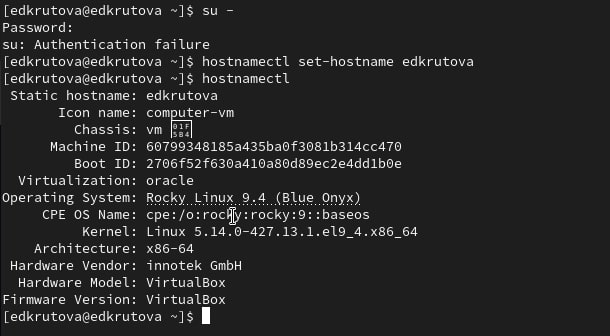 [edkrutova@edkrutova ~]$ su -
Password:
su: Authentication failure
[edkrutova@edkrutova ~]$ hostnamectl set-hostname edkrutova
[edkrutova@edkrutova ~]$ hostnamectl
Static hostname: edkrutova
Icon name: computer-vm
Chassis: vm 01F5B4
Machine ID: 60799348185a435ba0f3081b314cc470
Boot ID: 2706f52f630a410a80d89ec2e4dd1b0e
Virtualization: oracle
Operating System: Rocky Linux 9.4 (Blue Onyx)
CPE OS Name: cpe:/o:rocky:rocky:9::baseos
Kernel: Linux 5.14.0-427.13.1.el9_4.x86_64
Architecture: x86-64
Hardware Vendor: innotek GmbH
Hardware Model: VirtualBox
Firmware Version: VirtualBox
[edkrutova@edkrutova ~]$